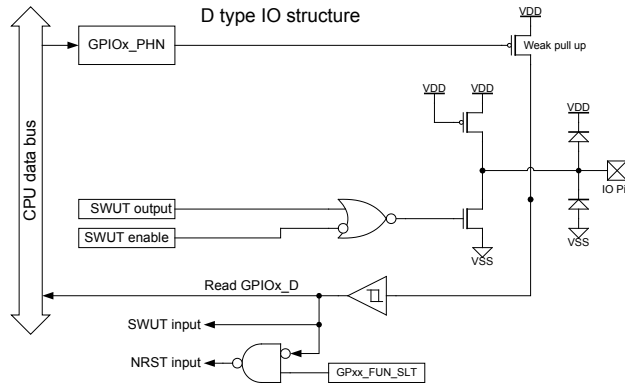 D type IO structure
VDD
GPIOx_PHN
Weak pull up
VDD
VDD
VDD
CPU data bus
IO Pi
SWUT output
SWUT enable
VSS
VSS
Read GPIOx_D
SWUT input
NRST input
GPxx_FUN_SLT